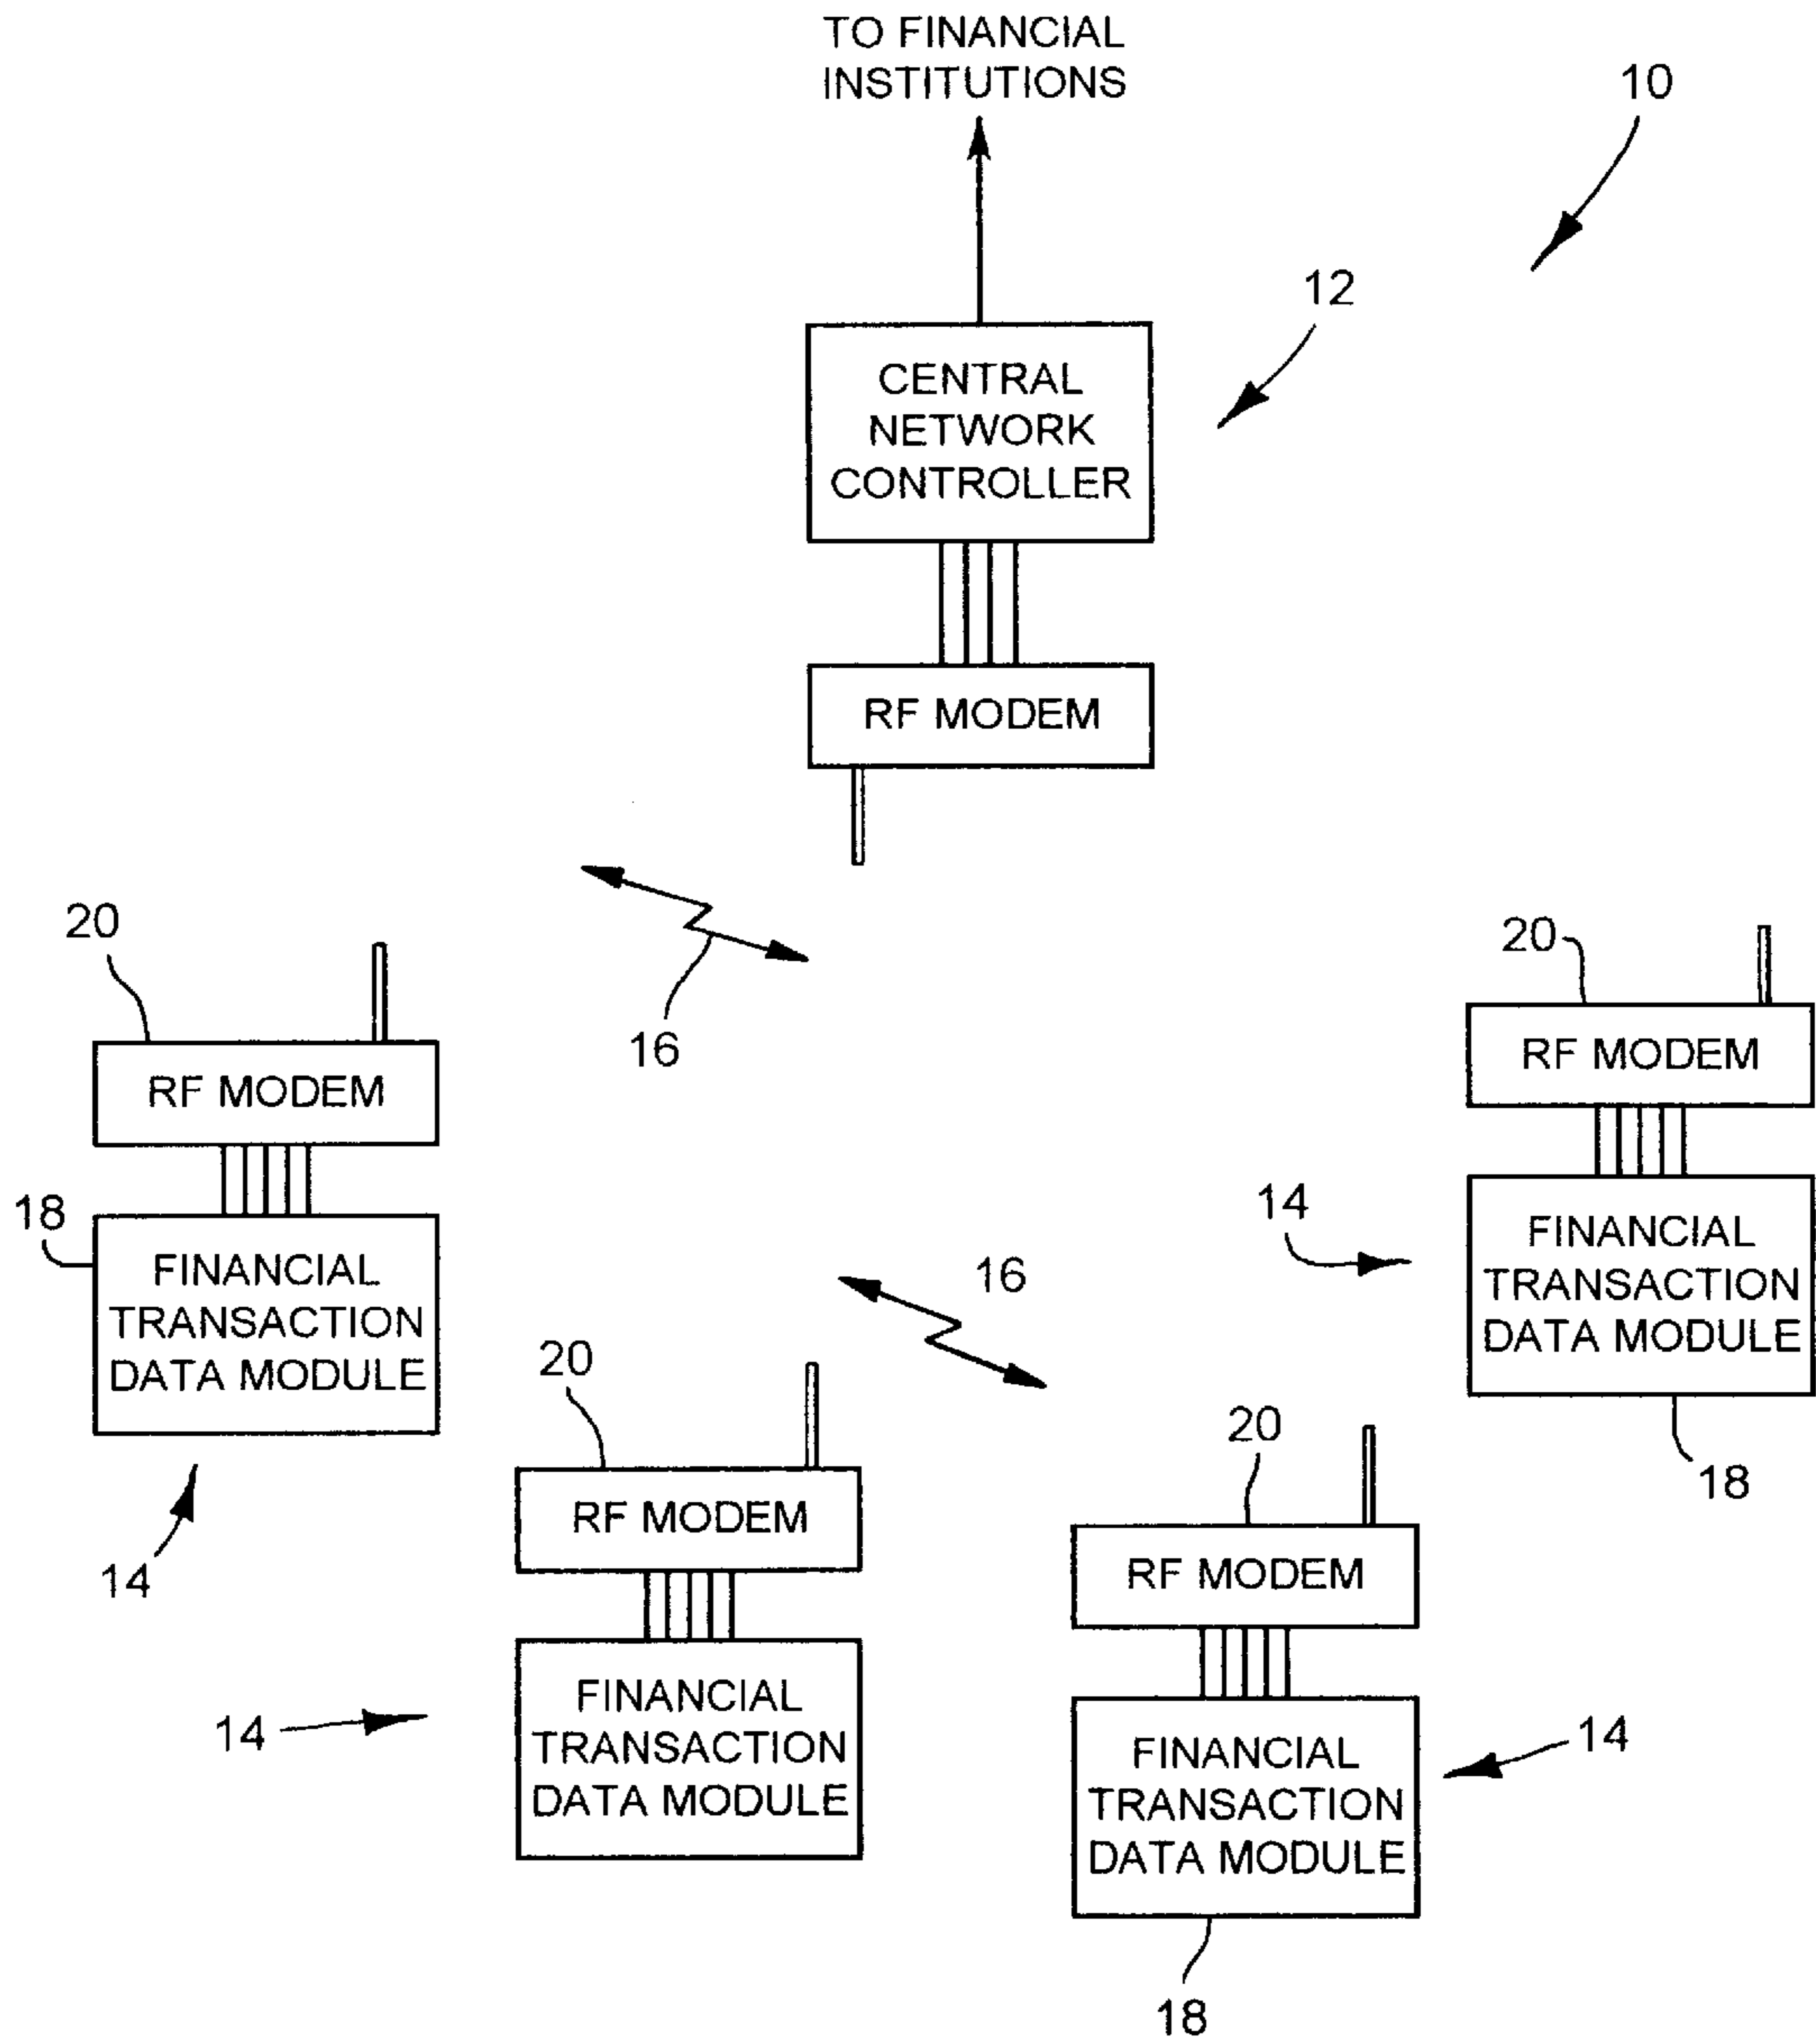 TO FINANCIAL
INSTITUTIONS
10
12
CENTRAL
NETWORK
CONTROLLER
RF MODEM
16
20
RF MODEM
18
FINANCIAL
TRANSACTION
DATA MODULE
14
20
RF MODEM
14
FINANCIAL
TRANSACTION
DATA MODULE
18
16
20
RF MODEM
14
FINANCIAL
TRANSACTION
DATA MODULE
20
RF MODEM
FINANCIAL
TRANSACTION
DATA MODULE
14
18